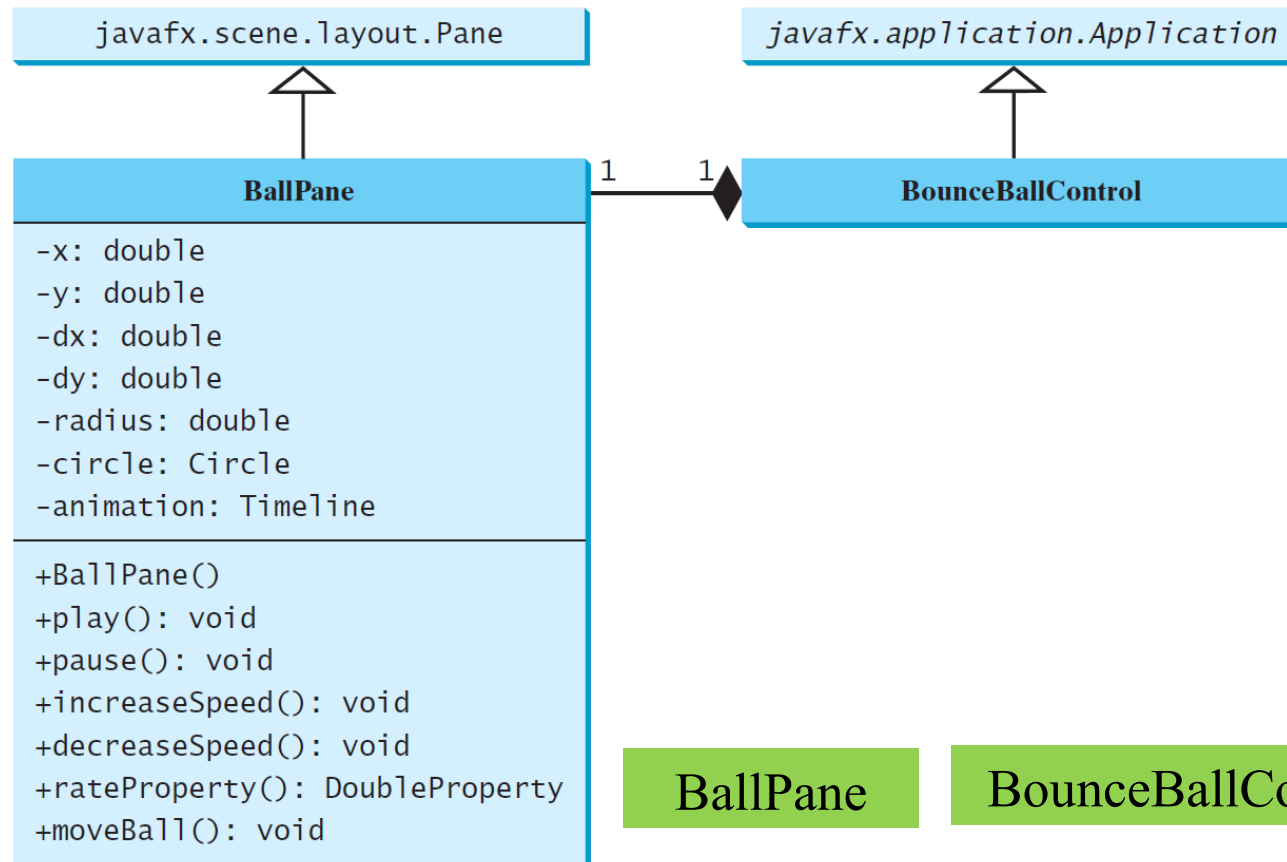 javafx.scene.layout.Pane
javafx.application.Application
BallPane
1
1
BounceBallControl
-x: double
-y: double
-dx: double
-dy: double
-radius: double
-circle: Circle
-animation: Timeline
+BallPane()
+play(): void
+pause(): void
+increaseSpeed(): void
+decreaseSpeed(): void
+rateProperty(): DoubleProperty
+moveBall(): void
BallPane
BounceBallCo